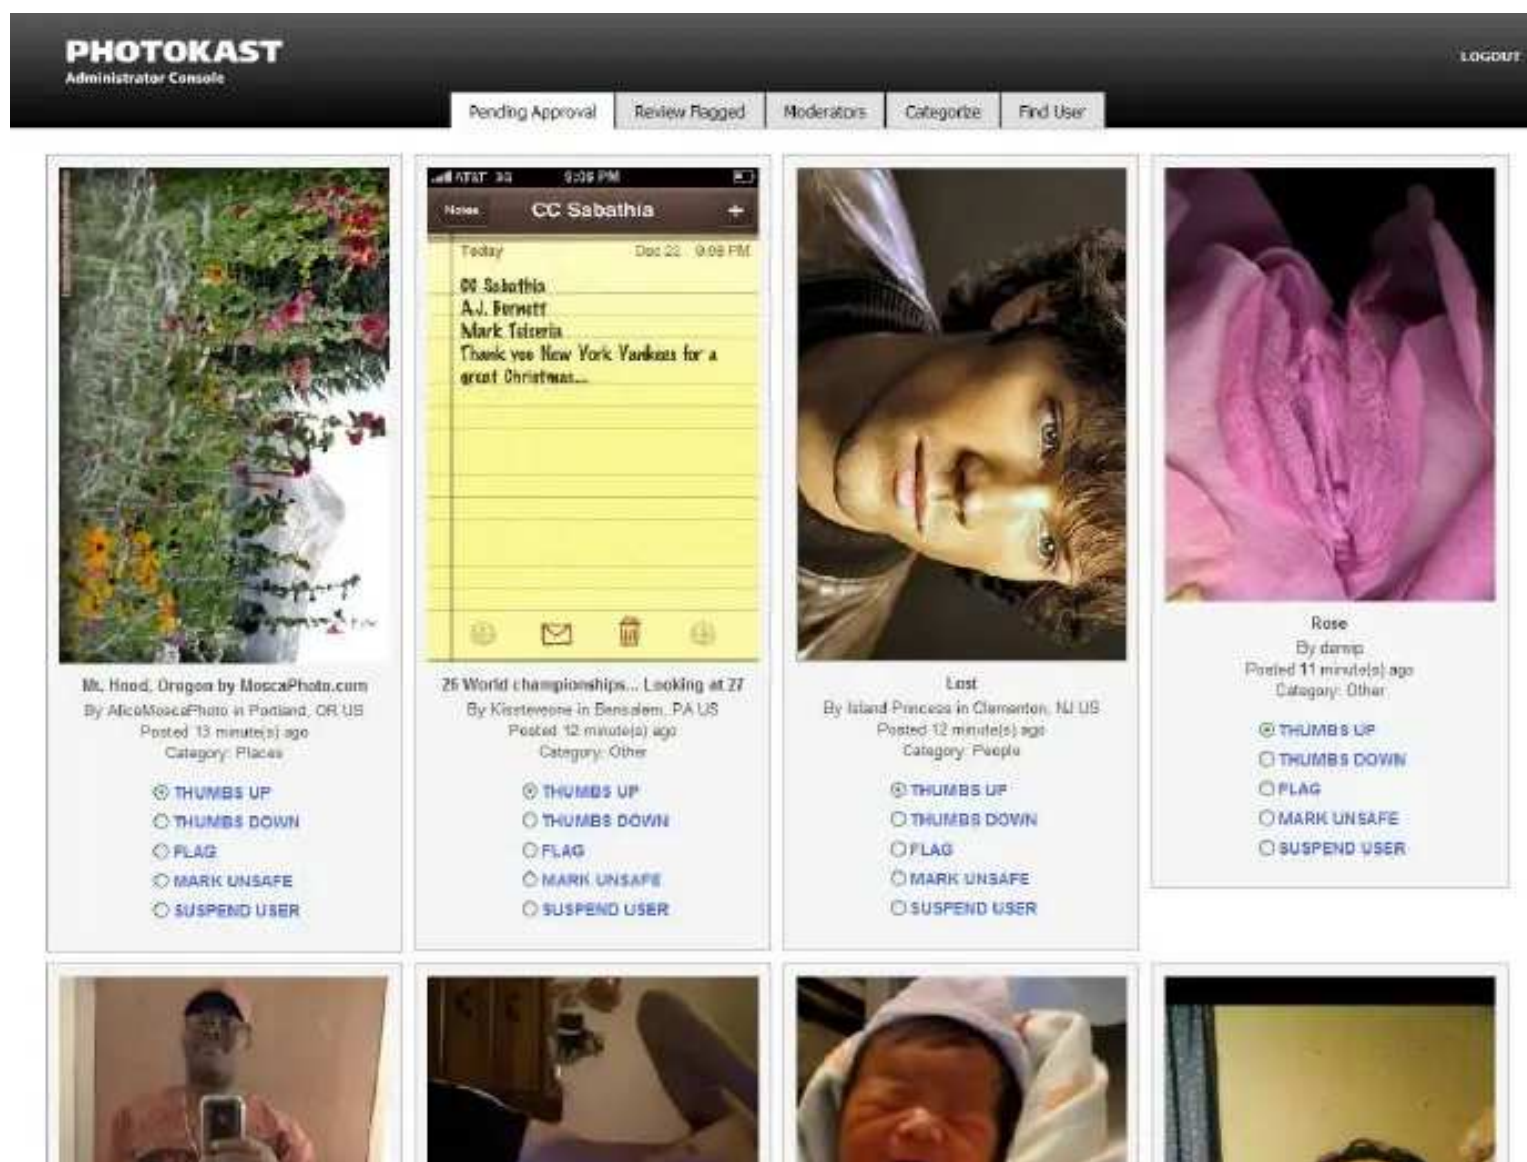 PHOTOKAST
Administrator Console
LOGOUT
Pending Approval
Review Flagged
Moderators
Categorize
Find User
Mt. Hood, Oregon by MoscaPhoto.com
By AliceMoscaPhoto in Portland, OR US
Posted 13 minute(s) ago
Category: Places
THUMBS UP
THUMBS DOWN
FLAG
MARK UNSAFE
SUSPEND USER
AT&T 3G 9:09 PM
Notes CC Sabathia +
Today Dec 22 9:09 PM
CC Sabathia
A.J. Bernett
Mark Teixeria
Thank you New York Yankees for a
great Christmas...
26 World championships... Looking at 27
By Kissteveone in Bensalem, PA US
Posted 12 minute(s) ago
Category: Other
THUMBS UP
THUMBS DOWN
FLAG
MARK UNSAFE
SUSPEND USER
Lost
By Island Princess in Clementon, NJ US
Posted 12 minute(s) ago
Category: People
THUMBS UP
THUMBS DOWN
FLAG
MARK UNSAFE
SUSPEND USER
Rose
By
Posted 11 minute(s) ago
Category: Other
THUMBS UP
THUMBS DOWN
FLAG
MARK UNSAFE
SUSPEND USER